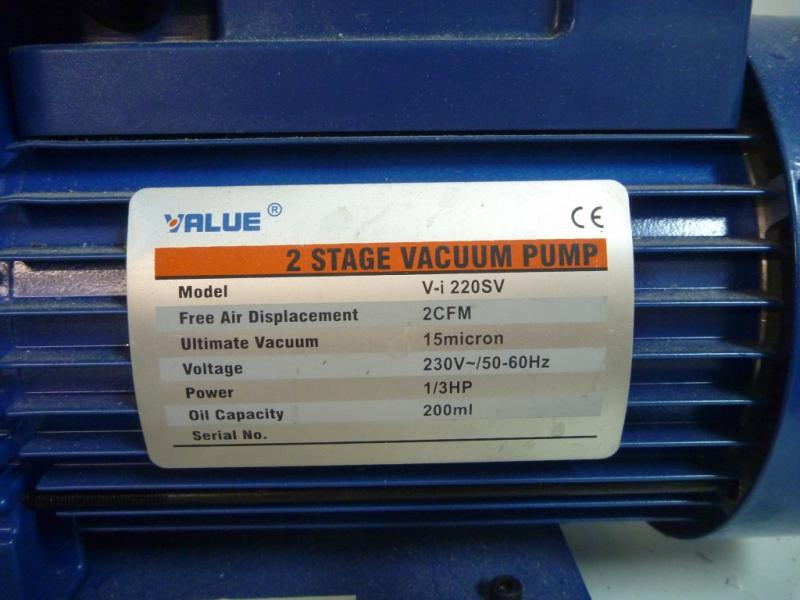 VALUE ® CE
2 STAGE VACUUM PUMP
Model V-i 220SV
Free Air Displacement 2CFM
Ultimate Vacuum 15micron
Voltage 230V~/50-60Hz
Power 1/3HP
Oil Capacity 200ml
Serial No.